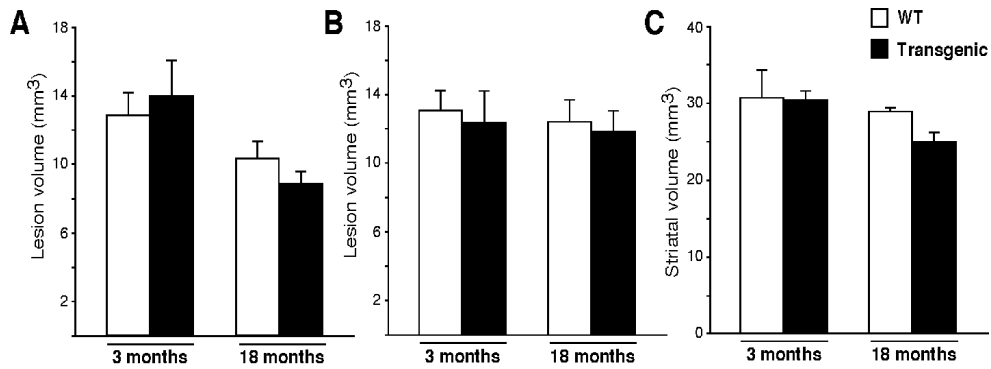 A
Lesion volume (mm3)
18
14
10
6
2
3 months
18 months
B
Lesion volume (mm3)
18
14
10
6
2
3 months
18 months
C
Striatal volume (mm3)
40
30
20
10
0
3 months
18 months
WT
Transgenic